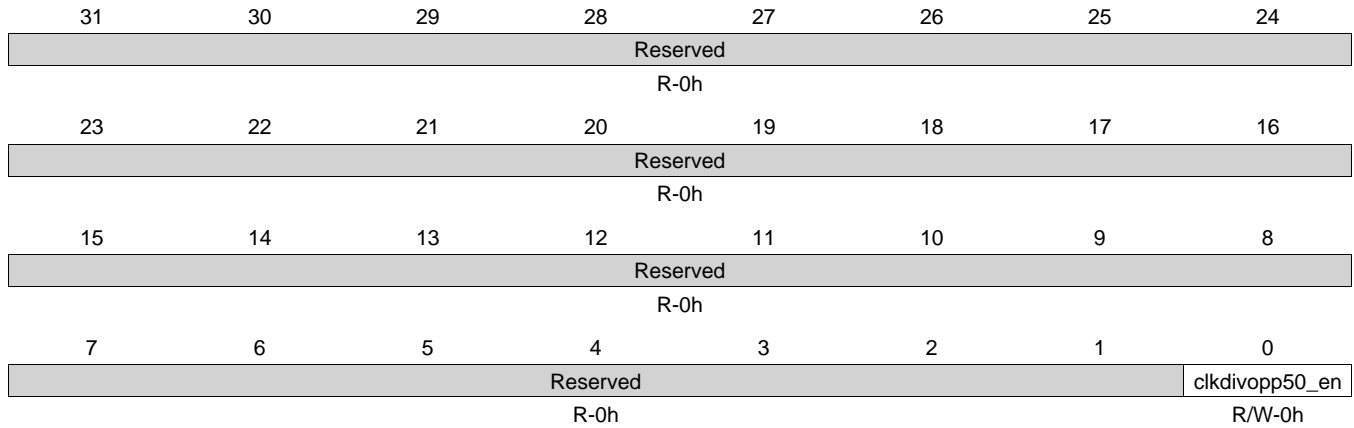 31 30 29 28 27 26 25 24
Reserved
R-0h
23 22 21 20 19 18 17 16
Reserved
R-0h
15 14 13 12 11 10 9 8
Reserved
R-0h
7 6 5 4 3 2 1 0
Reserved clkdivopp50_en
R-0h R/W-0h